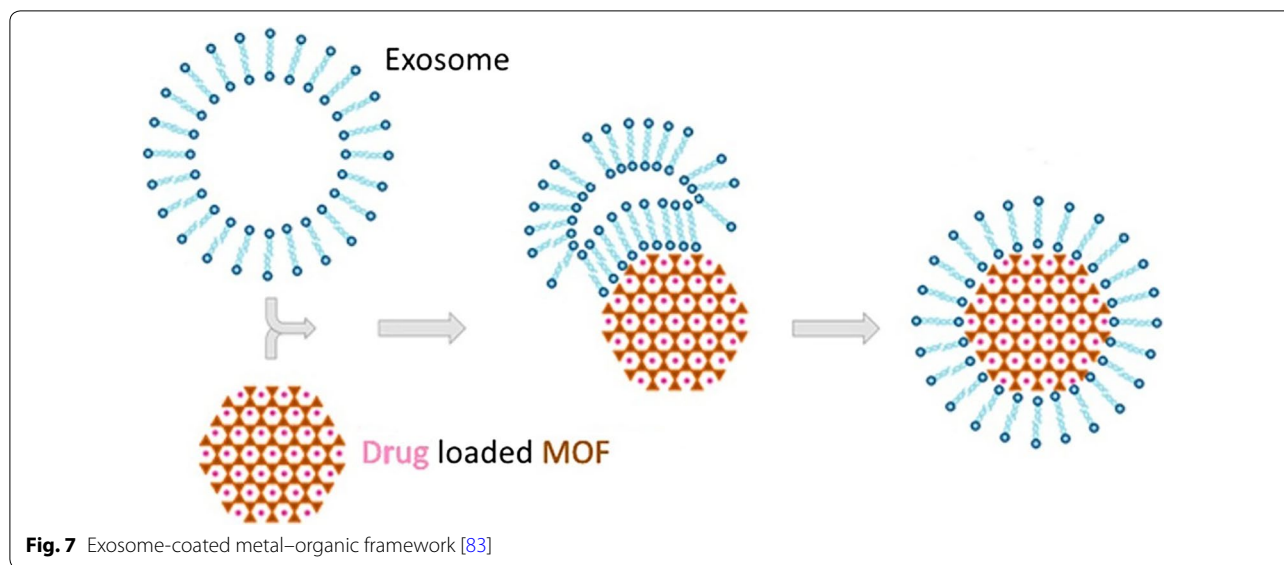 Exosome
Drug loaded MOF
Fig. 7 Exosome-coated metal–organic framework [83]